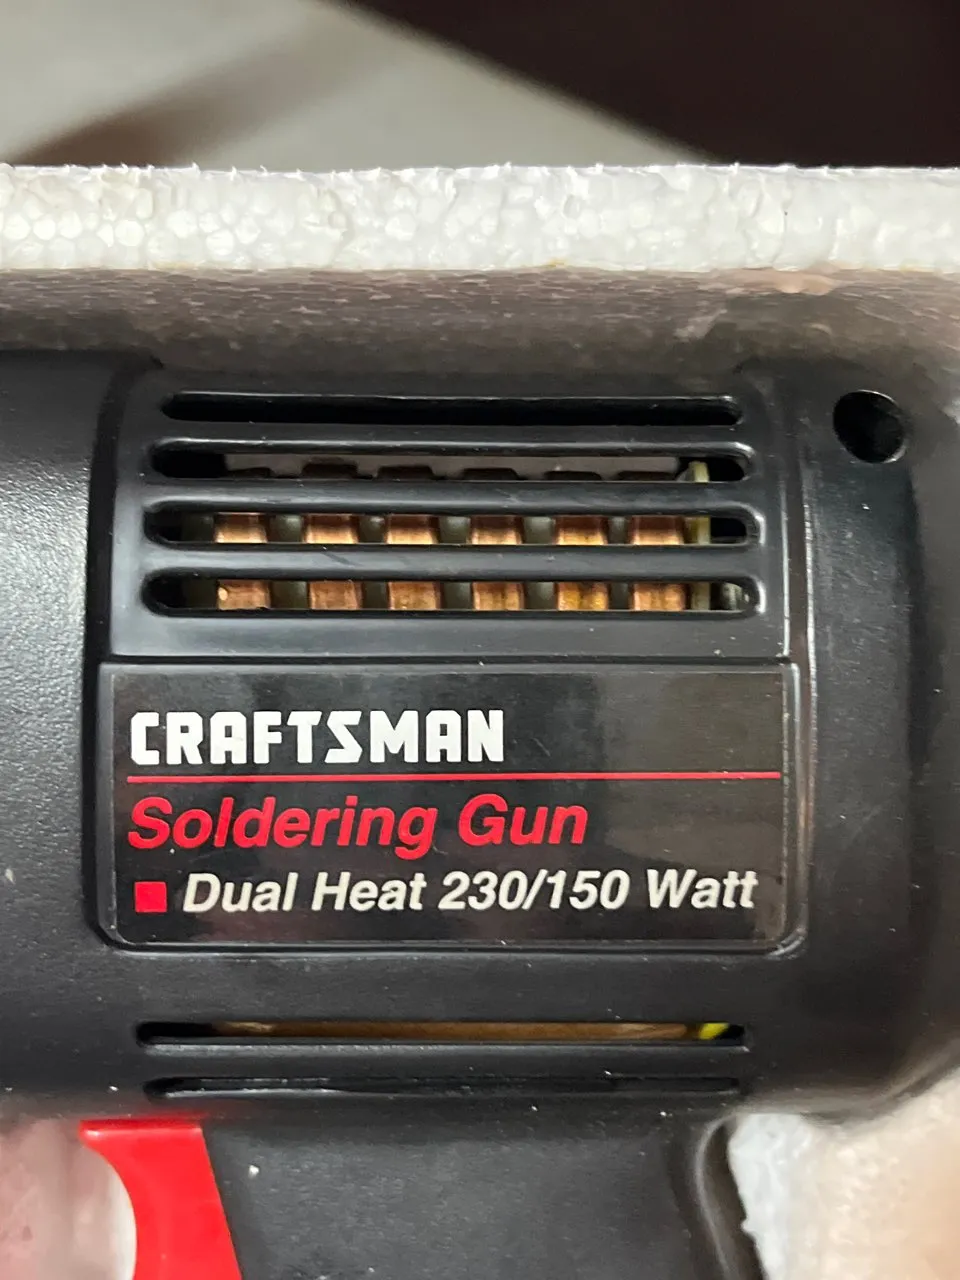 CRAFTSMAN
Soldering Gun
Dual Heat 230/150 Watt